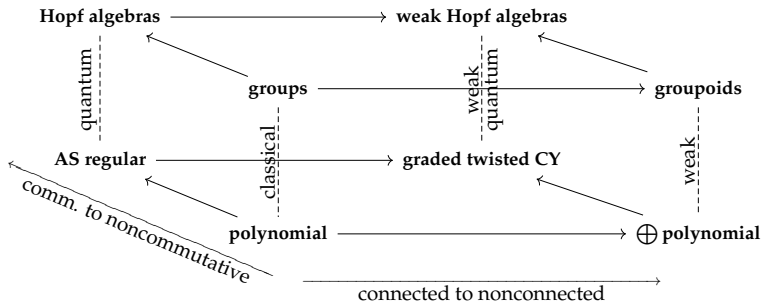 Hopf algebras weak Hopf algebras
groups groupoids
quantum
weak
quantum
classical
weak
AS regular graded twisted CY
polynomial ⊕ polynomial
comm. to noncommutative
connected to nonconnected